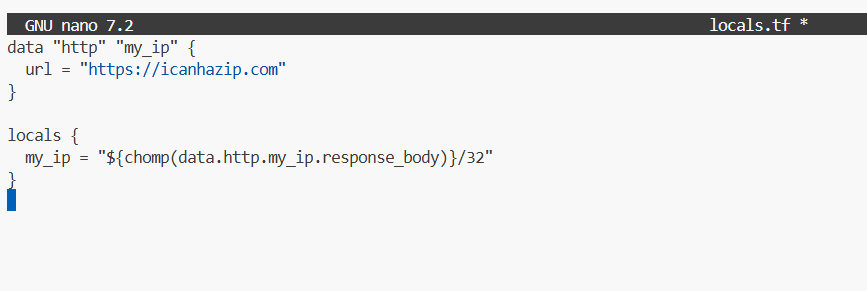 GNU nano 7.2 locals.tf *
data "http" "my_ip" {
  url = "https://icanhazip.com"
}

locals {
  my_ip = "${chomp(data.http.my_ip.response_body)}/32"
}